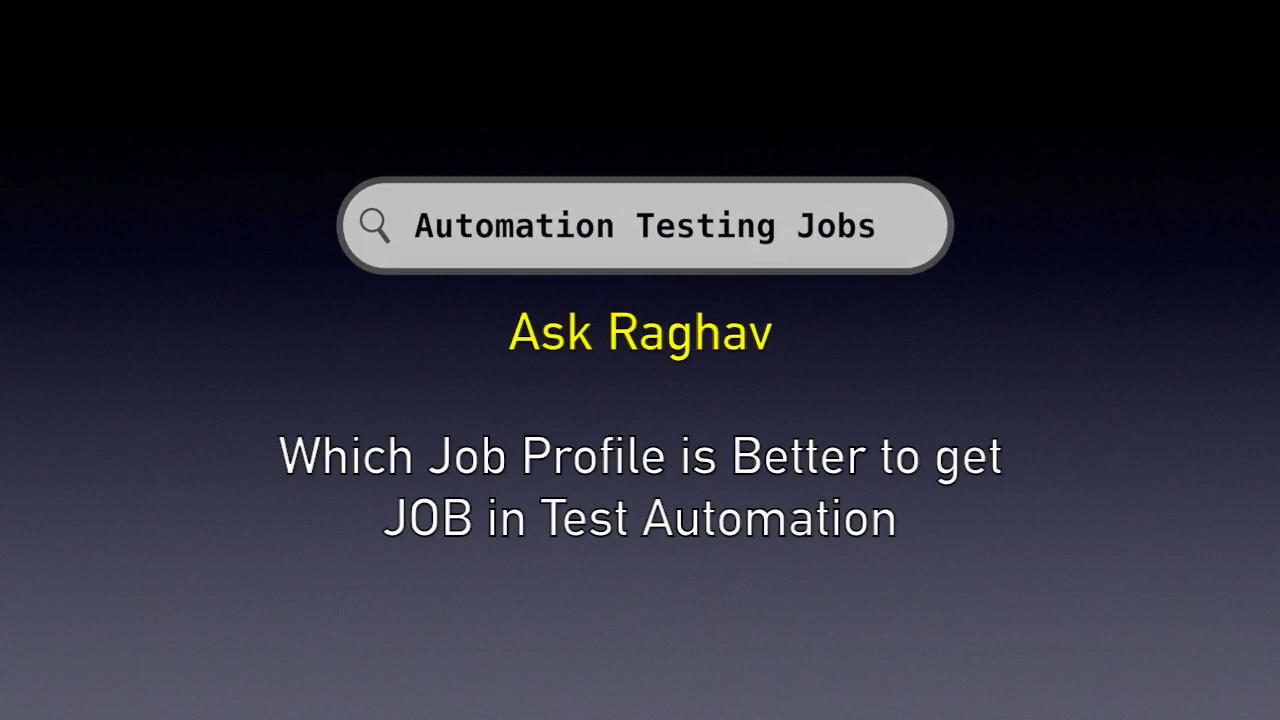 Automation Testing Jobs
Ask Raghav
Which Job Profile is Better to get
JOB in Test Automation